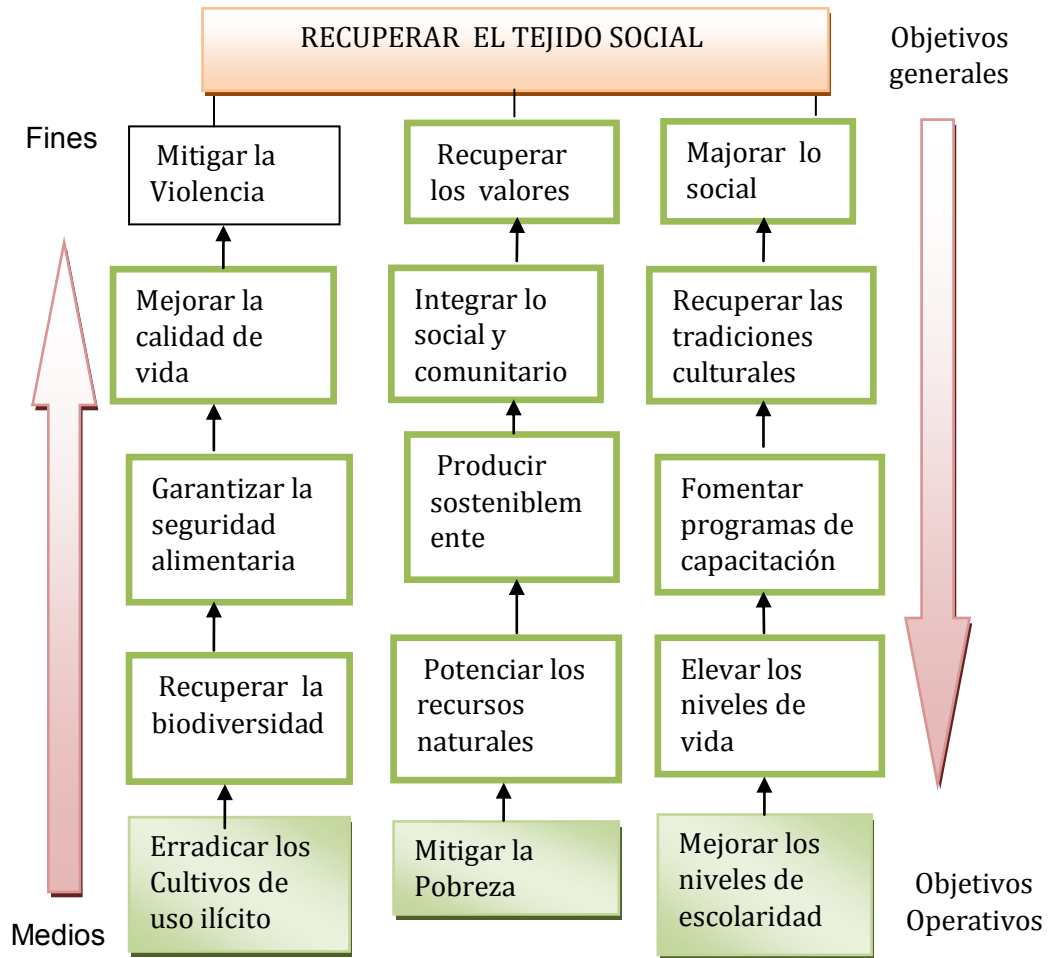 RECUPERAR EL TEJIDO SOCIAL
Objetivos
generales
Fines
Mitigar la
Violencia
Recuperar
los valores
Majorar lo
social
Mejorar la
calidad de
vida
Integrar lo
social y
comunitario
Recuperar las
tradiciones
culturales
Garantizar la
seguridad
alimentaria
Producir
sosteniblem
ente
Fomentar
programas de
capacitación
Recuperar la
biodiversidad
Potenciar los
recursos
naturales
Elevar los
niveles de
vida
Erradicar los
Cultivos de
uso ilícito
Mitigar la
Pobreza
Mejorar los
niveles de
escolaridad
Medios
Objetivos
Operativos